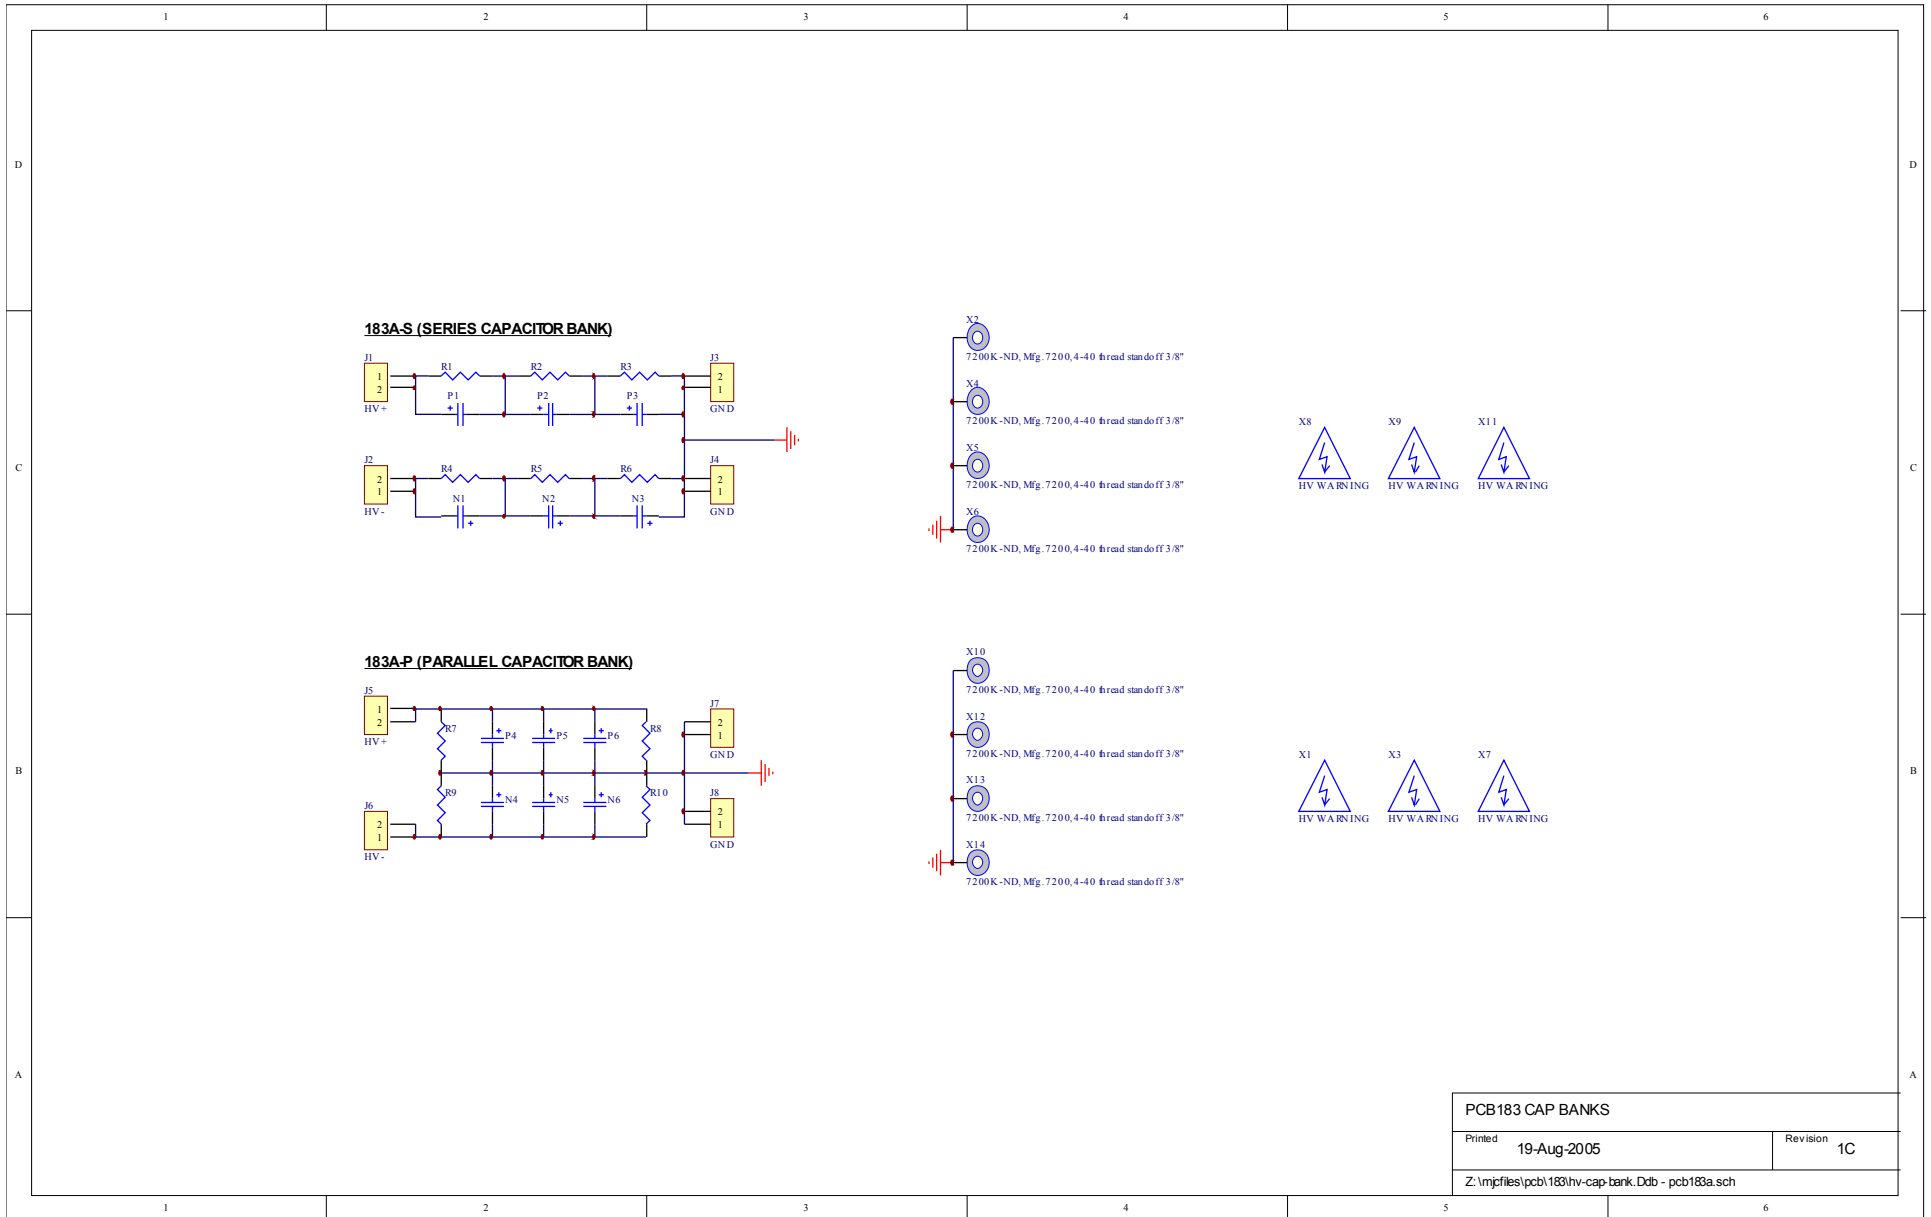 1 2 3 4 5 6
D D
183A-S (SERIES CAPACITOR BANK)
J1 R1 R2 R3 J3
1 2
2 1
P1 P2 P3
+ + +
HV+ GND
J2 R4 R5 R6 J4
2 2
1 1
N1 N2 N3
+ + +
HV- GND
X2
7200K-ND, Mfg. 7200, 4-40 thread standoff 3/8"
X4
7200K-ND, Mfg. 7200, 4-40 thread standoff 3/8"
X5
7200K-ND, Mfg. 7200, 4-40 thread standoff 3/8"
X6
7200K-ND, Mfg. 7200, 4-40 thread standoff 3/8"
X8 X9 X11
HV WARNING HV WARNING HV WARNING
C C
183A-P (PARALLEL CAPACITOR BANK)
J5 J7
1 2
2 1
R7 + P4 + P5 + P6 R8
HV+ GND
J6 J8
2 2
1 1
R9 + N4 + N5 + N6 R10
HV- GND
X10
7200K-ND, Mfg. 7200, 4-40 thread standoff 3/8"
X12
7200K-ND, Mfg. 7200, 4-40 thread standoff 3/8"
X13
7200K-ND, Mfg. 7200, 4-40 thread standoff 3/8"
X14
7200K-ND, Mfg. 7200, 4-40 thread standoff 3/8"
X1 X3 X7
HV WARNING HV WARNING HV WARNING
B B
A A
PCB183 CAP BANKS
Printed 19-Aug-2005 Revision 1C
Z:\mjcfiles\pcb\183\hv-cap-bank.Ddb - pcb183a.sch
1 2 3 4 5 6